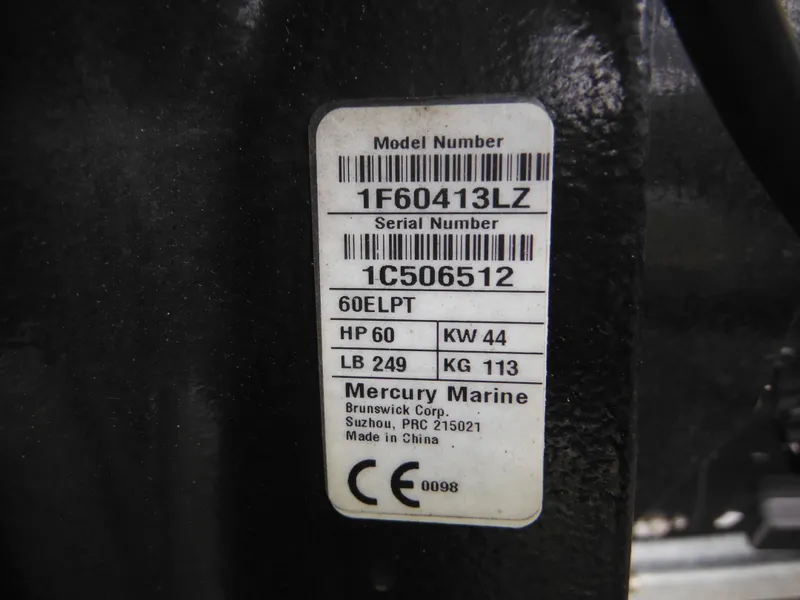 Model Number
1F60413LZ
Serial Number
1C506512
60ELPT
HP 60 KW 44
LB 249 KG 113
Mercury Marine
Brunswick Corp.
Suzhou, PRC 215021
Made in China
CE 0098